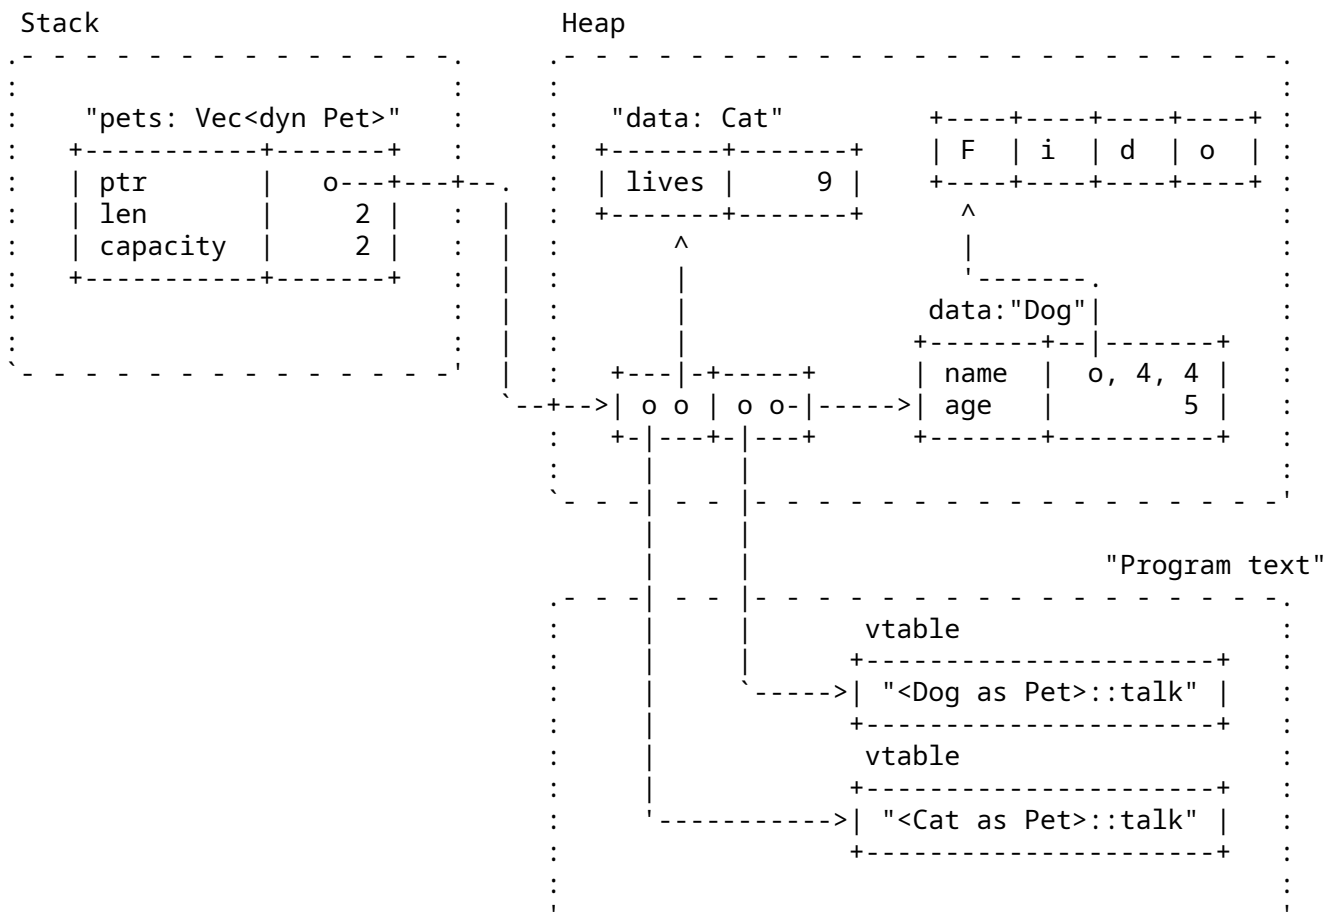 Stack
Heap
"pets: Vec<dyn Pet>"
ptr o
len 2
capacity 2
"data: Cat"
lives 9
F i d o
data:"Dog"
name o, 4, 4
age 5
o o o o
"Program text"
vtable
"<Dog as Pet>::talk"
vtable
"<Cat as Pet>::talk"